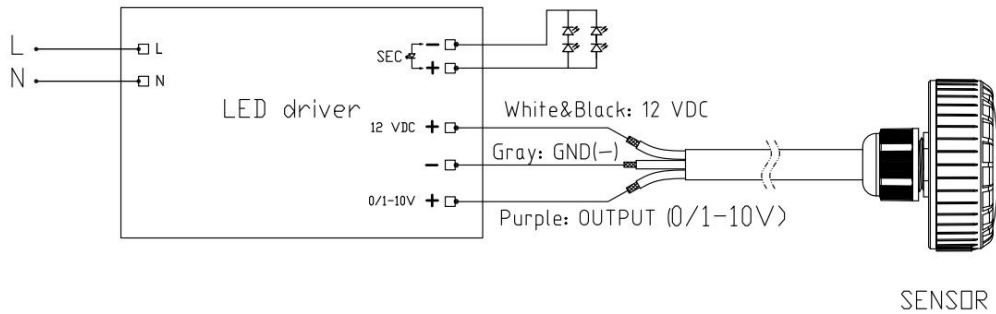 L
N
L
N
LED driver
SEC
−
+
12 VDC +
−
0/1-10V +
White&Black: 12 VDC
Gray: GND(−)
Purple: OUTPUT (0/1-10V)
SENSOR